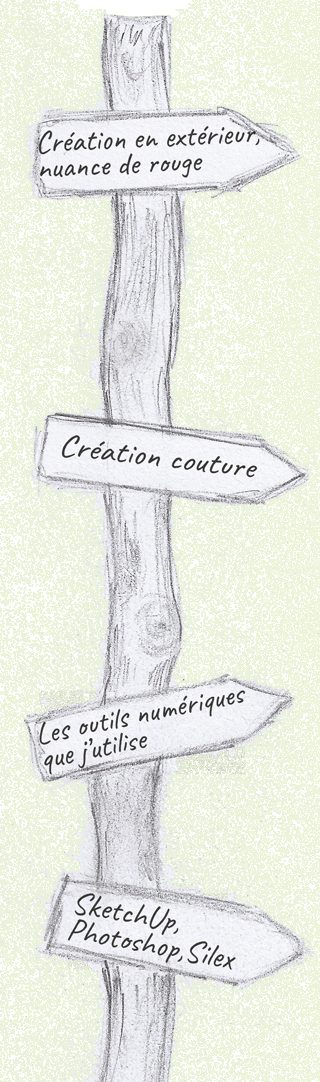 Création en extérieur,
nuance de rouge
Création couture
Les outils numériques
que j'utilise
SketchUp,
Photoshop, Silex